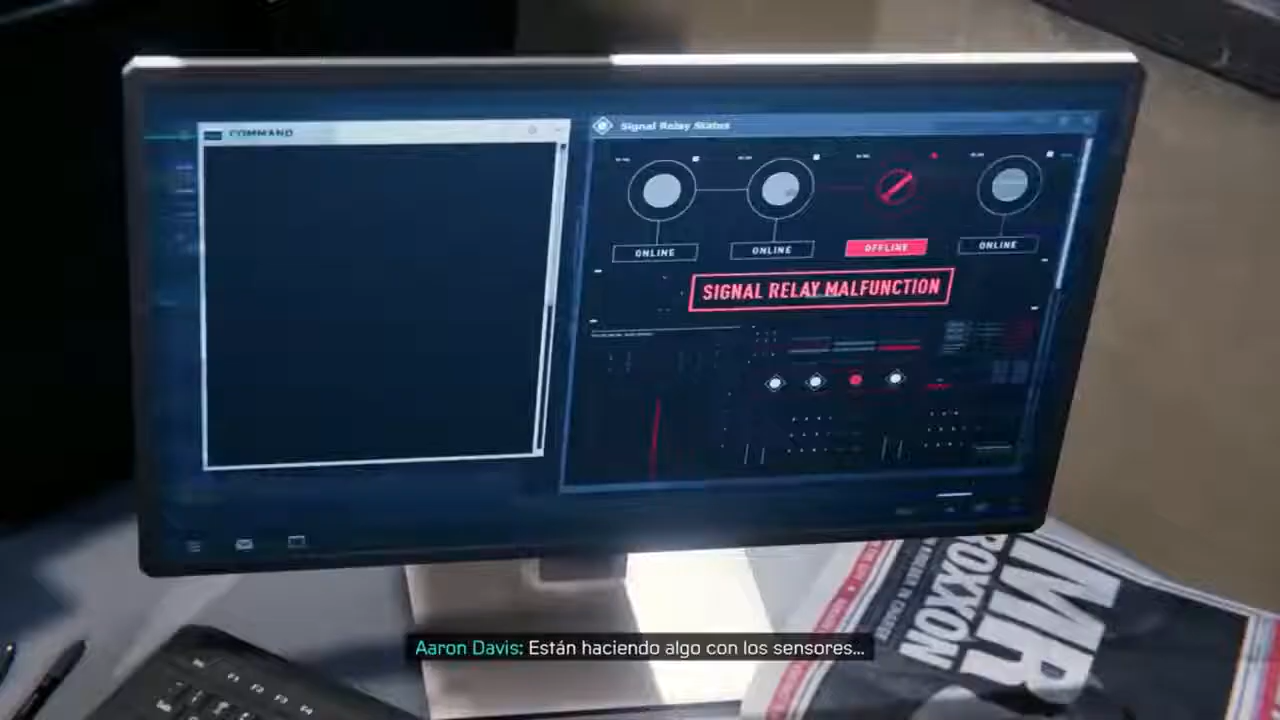 COMMAND
Signal Relay Status
ONLINE
ONLINE
OFFLINE
ONLINE
SIGNAL RELAY MALFUNCTION
MR
ROXXON
Aaron Davis: Están haciendo algo con los sensores...